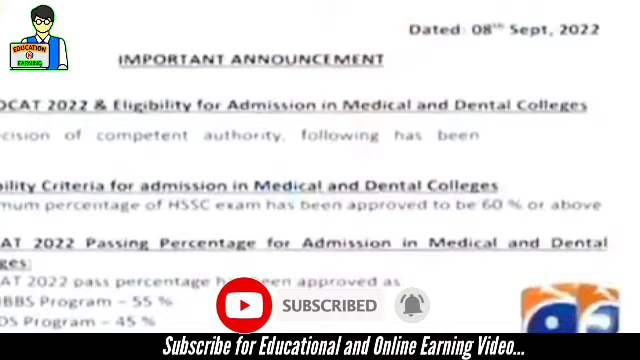 EDUCATION
EARNING
Dated: 08th Sept, 2022
IMPORTANT ANNOUNCEMENT
DCAT 2022 & Eligibility for Admission in Medical and Dental Colleges
cision of competent authority, following has been
bility Criteria for admission in Medical and Dental Colleges
mum percentage of HSSC exam has been approved to be 60 % or above
AT 2022 Passing Percentage for Admission in Medical and Dental
ges:
AT 2022 pass percentage has been approved as
BBS Program – 55 %
DS Program – 45 %
SUBSCRIBED
Subscribe for Educational and Online Earning Video...